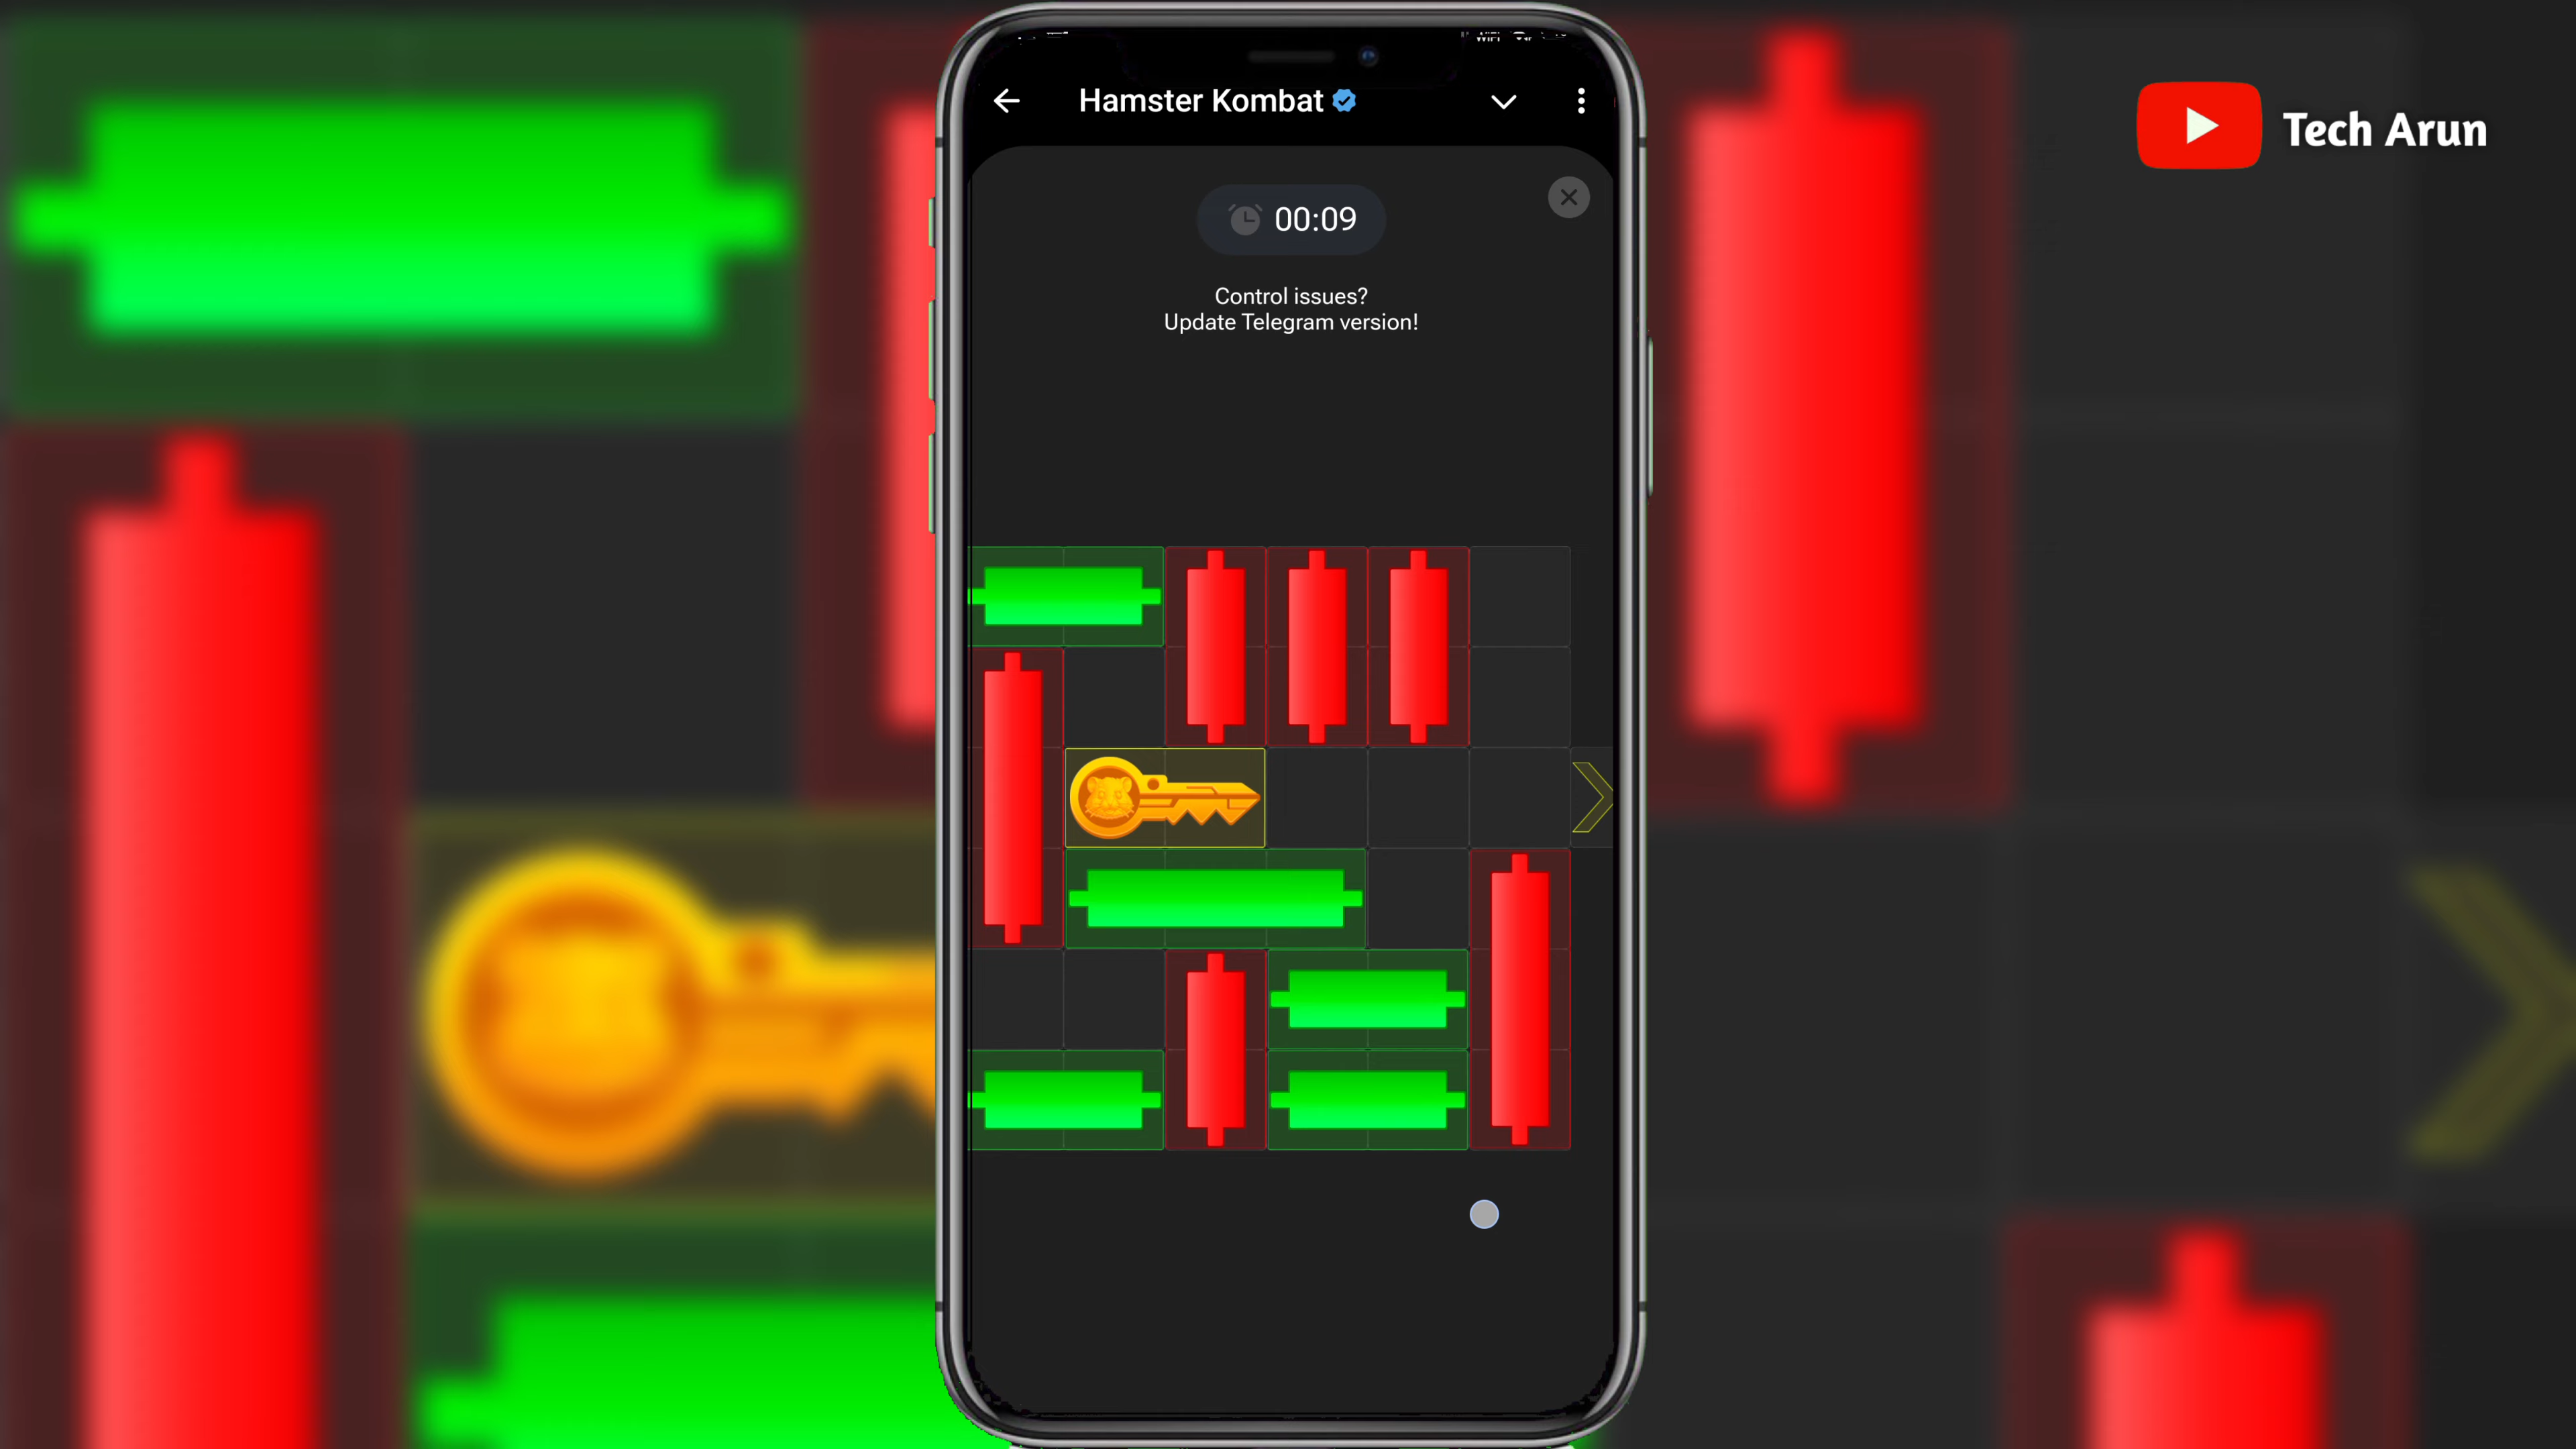 Hamster Kombat
Tech Arun
00:09
Control issues?
Update Telegram version!